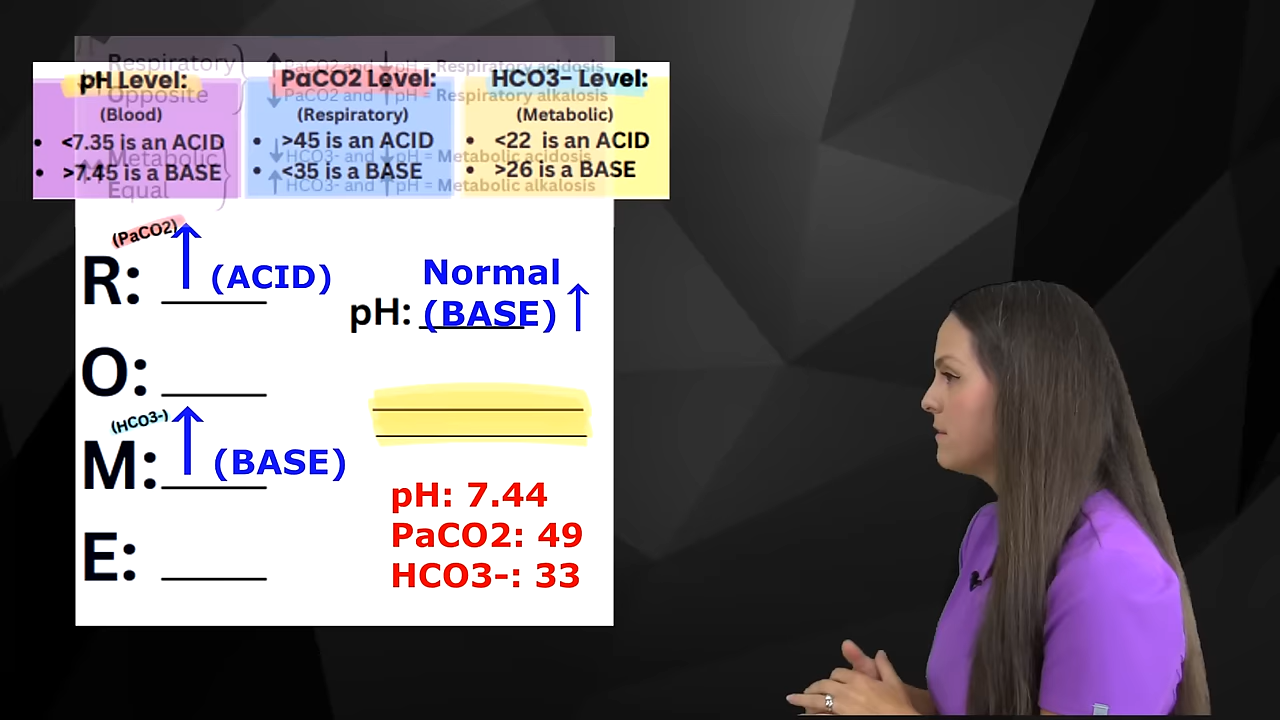 Respiratory
Opposite
Metabolic
Equal
PaCO2 and pH = Respiratory acidosis
↓ PaCO2 and ↑ pH = Respiratory alkalosis
↓ HCO3- and ↓ pH = Metabolic acidosis
↑ HCO3- and ↑ pH = Metabolic alkalosis
pH Level:
(Blood)
• <7.35 is an ACID
• >7.45 is a BASE
PaCO2 Level:
(Respiratory)
• >45 is an ACID
• <35 is a BASE
HCO3- Level:
(Metabolic)
• <22 is an ACID
• >26 is a BASE
(PaCO2)
R: ↑ (ACID)
O:
(HCO3-)
M: ↑ (BASE)
E:
Normal
pH: (BASE) ↑
pH: 7.44
PaCO2: 49
HCO3-: 33